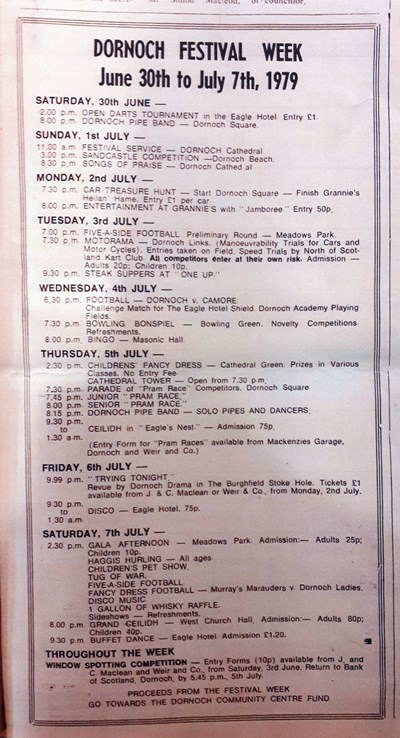 Macleod, of councillor,
DORNOCH FESTIVAL WEEK
June 30th to July 7th, 1979
SATURDAY, 30th JUNE —
2.00 p.m. OPEN DARTS TOURNAMENT in the Eagle Hotel. Entry £1.
8.00 p.m. DORNOCH PIPE BAND — Dornoch Square.
SUNDAY, 1st JULY —
11.00 a.m. FESTIVAL SERVICE — DORNOCH Cathedral.
3.00 p.m. SANDCASTLE COMPETITION — Dornoch Beach.
8.30 p.m. SONGS OF PRAISE — Dornoch Cathedral.
MONDAY, 2nd JULY —
7.30 p.m. CAR TREASURE HUNT — Start Dornoch Square — Finish Grannie's
Heilan' Hame. Entry £1 per car.
8.00 p.m. ENTERTAINMENT AT GRANNIE'S with "Jamboree" Entry 50p.
TUESDAY, 3rd JULY —
7.00 p.m. FIVE-A-SIDE FOOTBALL Preliminary Round — Meadows Park.
7.30 p.m. MOTORAMA — Dornoch Links. (Manoeuvrability Trials for Cars and
Motor Cycles). Entries taken on Field. Speed Trials by North of Scot-
land Kart Club. All competitors enter at their own risk. Admission —
Adults 20p; Children 10p.
9.30 p.m. STEAK SUPPERS AT "ONE UP."
WEDNESDAY, 4th JULY —
6.30 p.m. FOOTBALL — DORNOCH v. CAMORE
Challenge Match for The Eagle Hotel Shield. Dornoch Academy Playing
Fields.
7.30 p.m. BOWLING BONSPIEL — Bowling Green. Novelty Competitions.
Refreshments.
8.00 p.m. BINGO — Masonic Hall.
THURSDAY, 5th JULY —
2.30 p.m. CHILDRENS' FANCY DRESS — Cathedral Green. Prizes in Various
Classes. No Entry Fee.
CATHEDRAL TOWER — Open from 7.30 p.m.
7.30 p.m. PARADE of "Pram Race" Competitors. Dornoch Square.
7.45 p.m. JUNIOR "PRAM RACE."
8.00 p.m. SENIOR "PRAM RACE."
8.15 p.m. DORNOCH PIPE BAND — SOLO PIPES AND DANCERS.
9.30 p.m.
to CEILIDH in "Eagle's Nest." — Admission 75p.
1.30 a.m.
(Entry Form for "Pram Races" available from Mackenzies Garage,
Dornoch and Weir and Co.)
FRIDAY, 6th JULY —
9.99 p.m. "TRYING TONIGHT"
Revue by Dornoch Drama in The Burghfield Stoke Hole. Tickets £1
available from J. & C. Maclean or Weir & Co., from Monday, 2nd July.
9.30 p.m.
to DISCO — Eagle Hotel. 75p.
1.30 a.m.
SATURDAY, 7th JULY —
2.30 p.m. GALA AFTERNOON — Meadows Park. Admission:— Adults 25p;
Children 10p.
HAGGIS HURLING — All ages.
CHILDREN'S PET SHOW.
TUG OF WAR.
FIVE-A-SIDE FOOTBALL
FANCY DRESS FOOTBALL — Murray's Marauders v. Dornoch Ladies.
DISCO MUSIC.
1 GALLON OF WHISKY RAFFLE.
Sideshows — Refreshments.
8.00 p.m. GRAND CEILIDH — West Church Hall, Admission:— Adults 80p;
Children 40p.
9.30 p.m. BUFFET DANCE — Eagle Hotel. Admission £1.20.
THROUGHOUT THE WEEK
WINDOW SPOTTING COMPETITION — Entry Forms (10p) available from J. and
C. Maclean and Weir and Co., from Saturday, 3rd June. Return to Bank
of Scotland, Dornoch, by 5.45 p.m., 5th July.
PROCEEDS FROM THE FESTIVAL WEEK
GO TOWARDS THE DORNOCH COMMUNITY CENTRE FUND